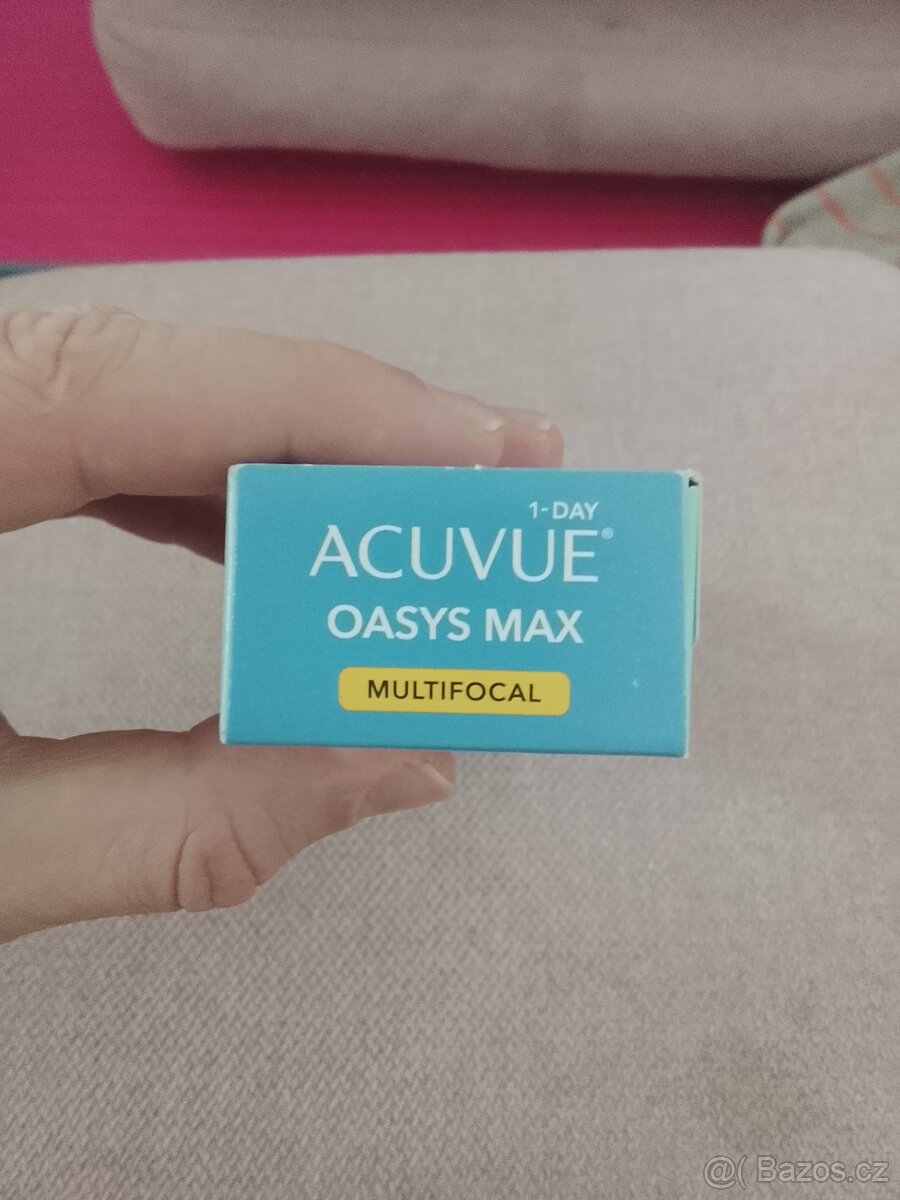 1-DAY
ACUVUE®
OASYS MAX
MULTIFOCAL
@( Bazos.cz